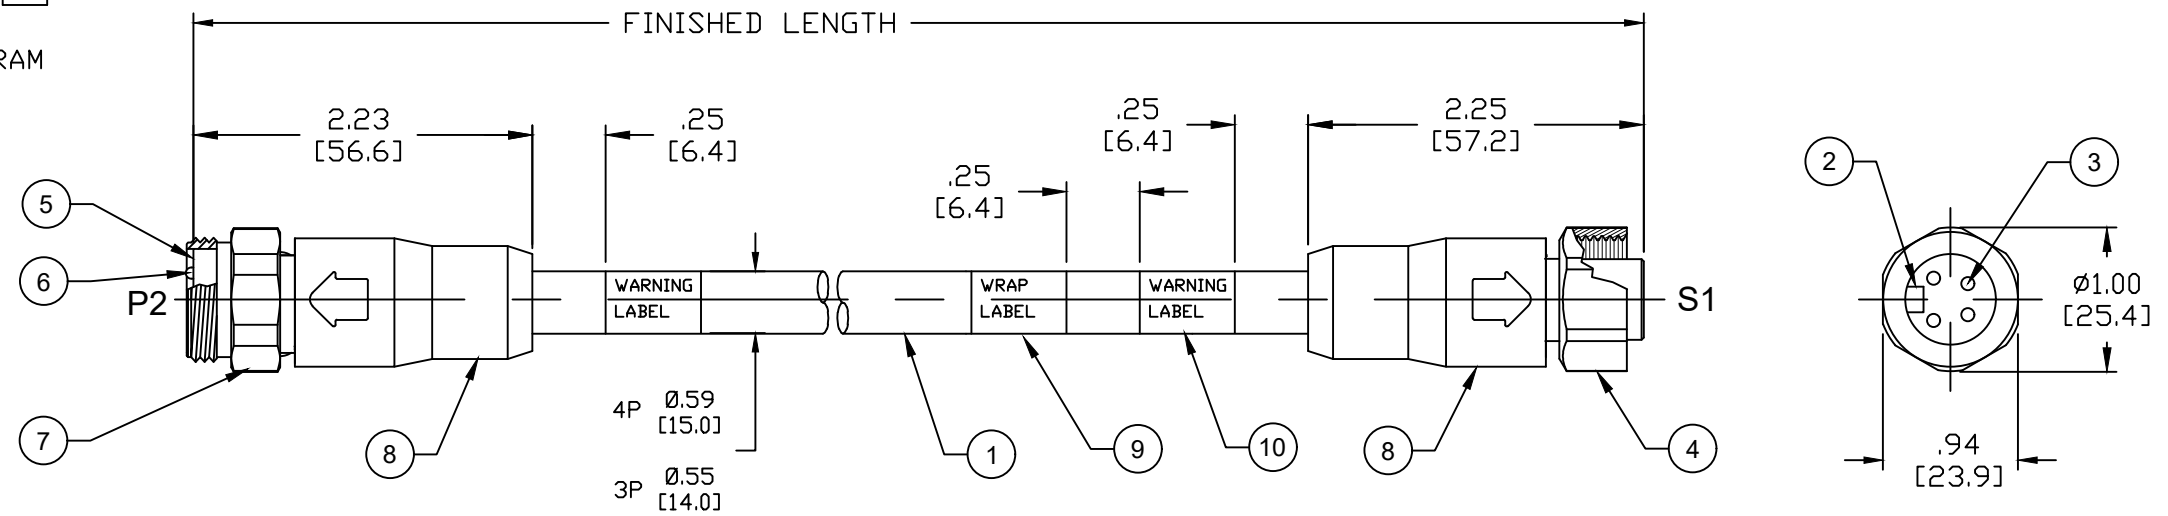 FINISHED LENGTH
2.23
[56.6]
.25
[6.4]
.25
[6.4]
.25
[6.4]
2.25
[57.2]
2
3
5
6
P2
WARNING
LABEL
WRAP
LABEL
WARNING
LABEL
S1
Ø1.00
[25.4]
4P Ø.59
[15.0]
3P Ø.55
[14.0]
7
8
1
9
10
8
4
.94
[23.9]